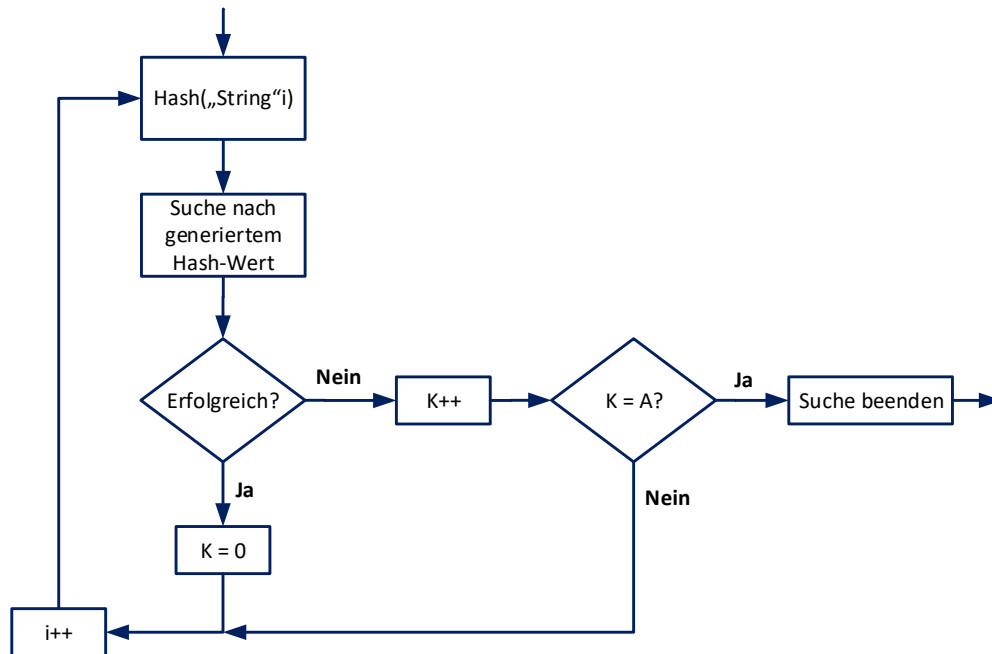 Hash(„String“i)
Suche nach
generiertem
Hash-Wert
Erfolgreich?
Nein
K++
K = A?
Ja
Suche beenden
Ja
Nein
K = 0
i++